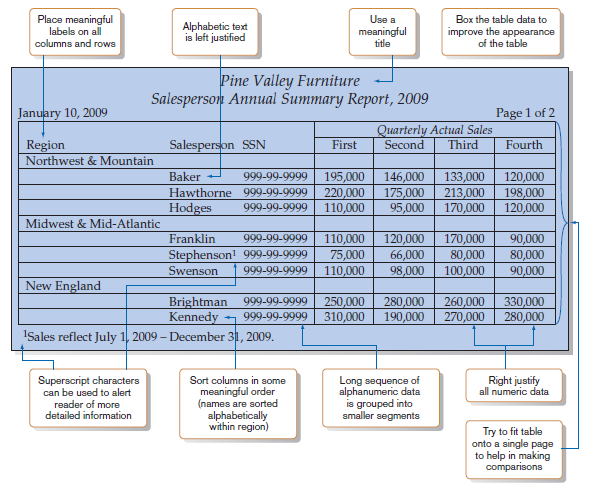 Place meaningful
labels on all
columns and rows
Alphabetic text
is left justified
Use a
meaningful
title
Box the table data to
improve the appearance
of the table
Pine Valley Furniture
Salesperson Annual Summary Report, 2009
January 10, 2009 Page 1 of 2
Quarterly Actual Sales
Region Salesperson SSN First Second Third Fourth
Northwest & Mountain
Baker 999-99-9999 195,000 146,000 133,000 120,000
Hawthorne 999-99-9999 220,000 175,000 213,000 198,000
Hodges 999-99-9999 110,000 95,000 170,000 120,000
Midwest & Mid-Atlantic
Franklin 999-99-9999 110,000 120,000 170,000 90,000
Stephenson¹ 999-99-9999 75,000 66,000 80,000 80,000
Swenson 999-99-9999 110,000 98,000 100,000 90,000
New England
Brightman 999-99-9999 250,000 280,000 260,000 330,000
Kennedy 999-99-9999 310,000 190,000 270,000 280,000
¹Sales reflect July 1, 2009 – December 31, 2009.
Superscript characters
can be used to alert
reader of more
detailed information
Sort columns in some
meaningful order
(names are sorted
alphabetically
within region)
Long sequence of
alphanumeric data
is grouped into
smaller segments
Right justify
all numeric data
Try to fit table
onto a single page
to help in making
comparisons